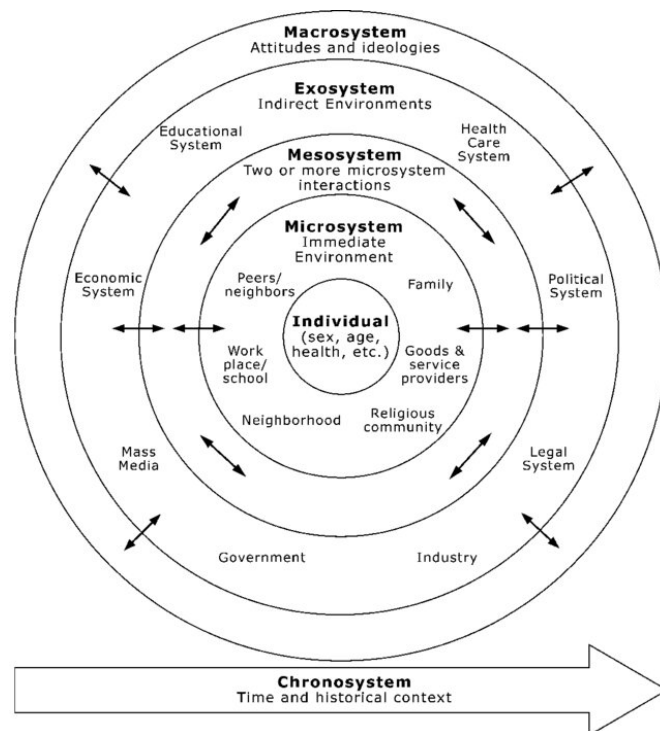 Macrosystem
Attitudes and ideologies
Exosystem
Indirect Environments
Educational
System
Health
Care
System
Mesosystem
Two or more microsystem
interactions
Microsystem
Immediate
Environment
Economic
System
Peers/
neighbors
Family
Political
System
Individual
(sex, age,
health, etc.)
Work
place/
school
Goods &
service
providers
Neighborhood
Religious
community
Mass
Media
Legal
System
Government
Industry
Chronosystem
Time and historical context